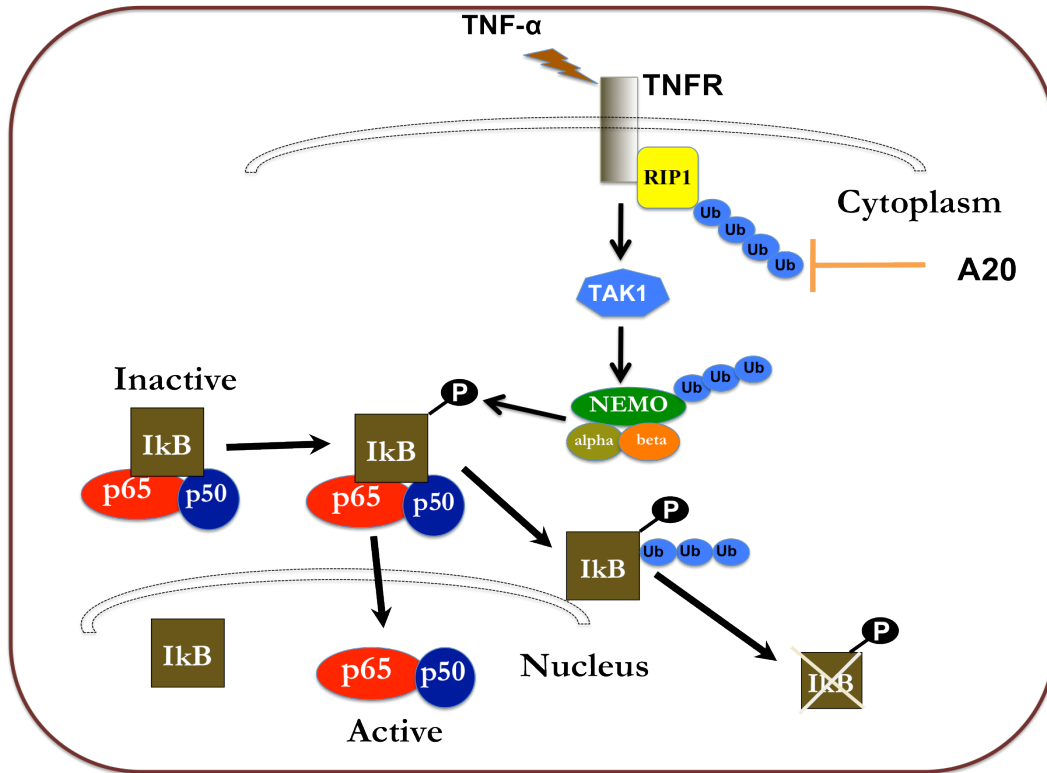 TNF-α
TNFR
RIP1
Cytoplasm
Ub
Ub
Ub
Ub
A20
TAK1
Inactive
P
NEMO
Ub
Ub
Ub
IkB
IkB
alpha
beta
p65
p50
p65
p50
P
IkB
Ub
Ub
Ub
IkB
p65
p50
Nucleus
P
IkB
Active